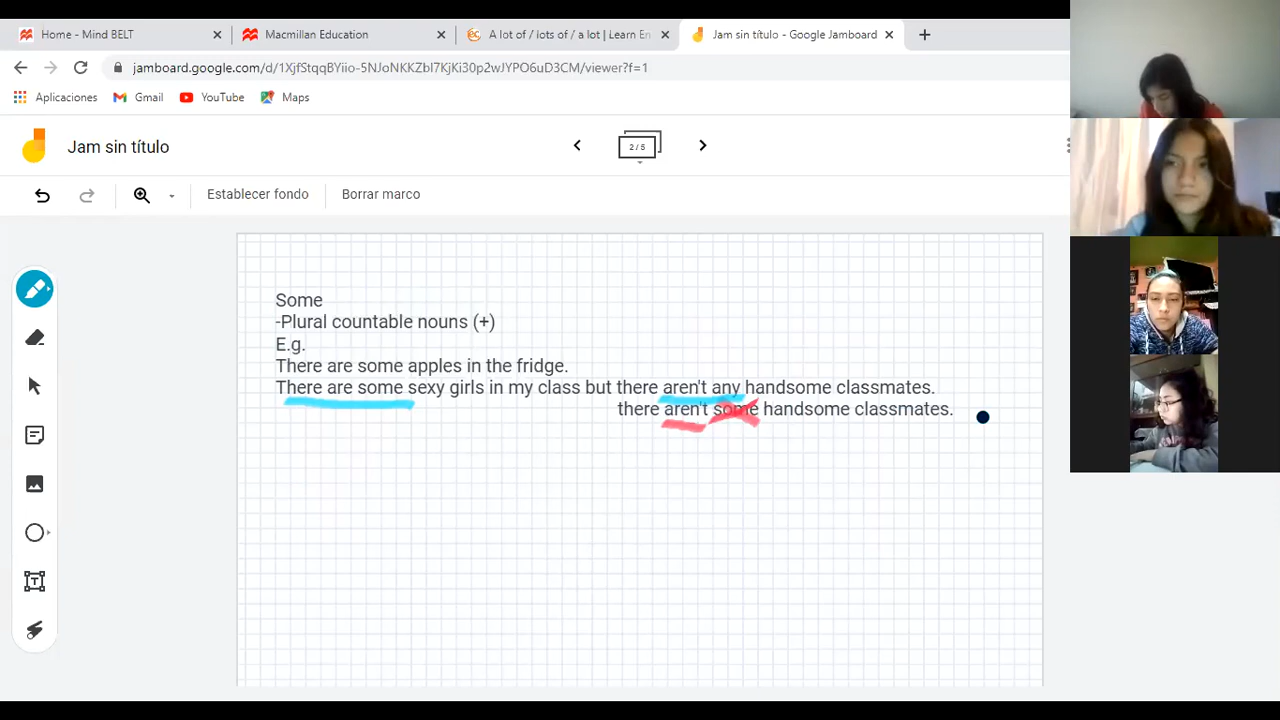 Home - Mind BELT
Macmillan Education
A lot of / lots of / a lot | Learn En
Jam sin título - Google Jamboard
jamboard.google.com/d/1XjfStqqBYiio-5NJoNKKZbI7KjKi30p2wJYPO6uD3CM/viewer?f=1
Aplicaciones
Gmail
YouTube
Maps
Jam sin título
2 / 5
Establecer fondo
Borrar marco
Some
-Plural countable nouns (+)
E.g.
There are some apples in the fridge.
There are some sexy girls in my class but there aren't any handsome classmates.
there aren't some handsome classmates.